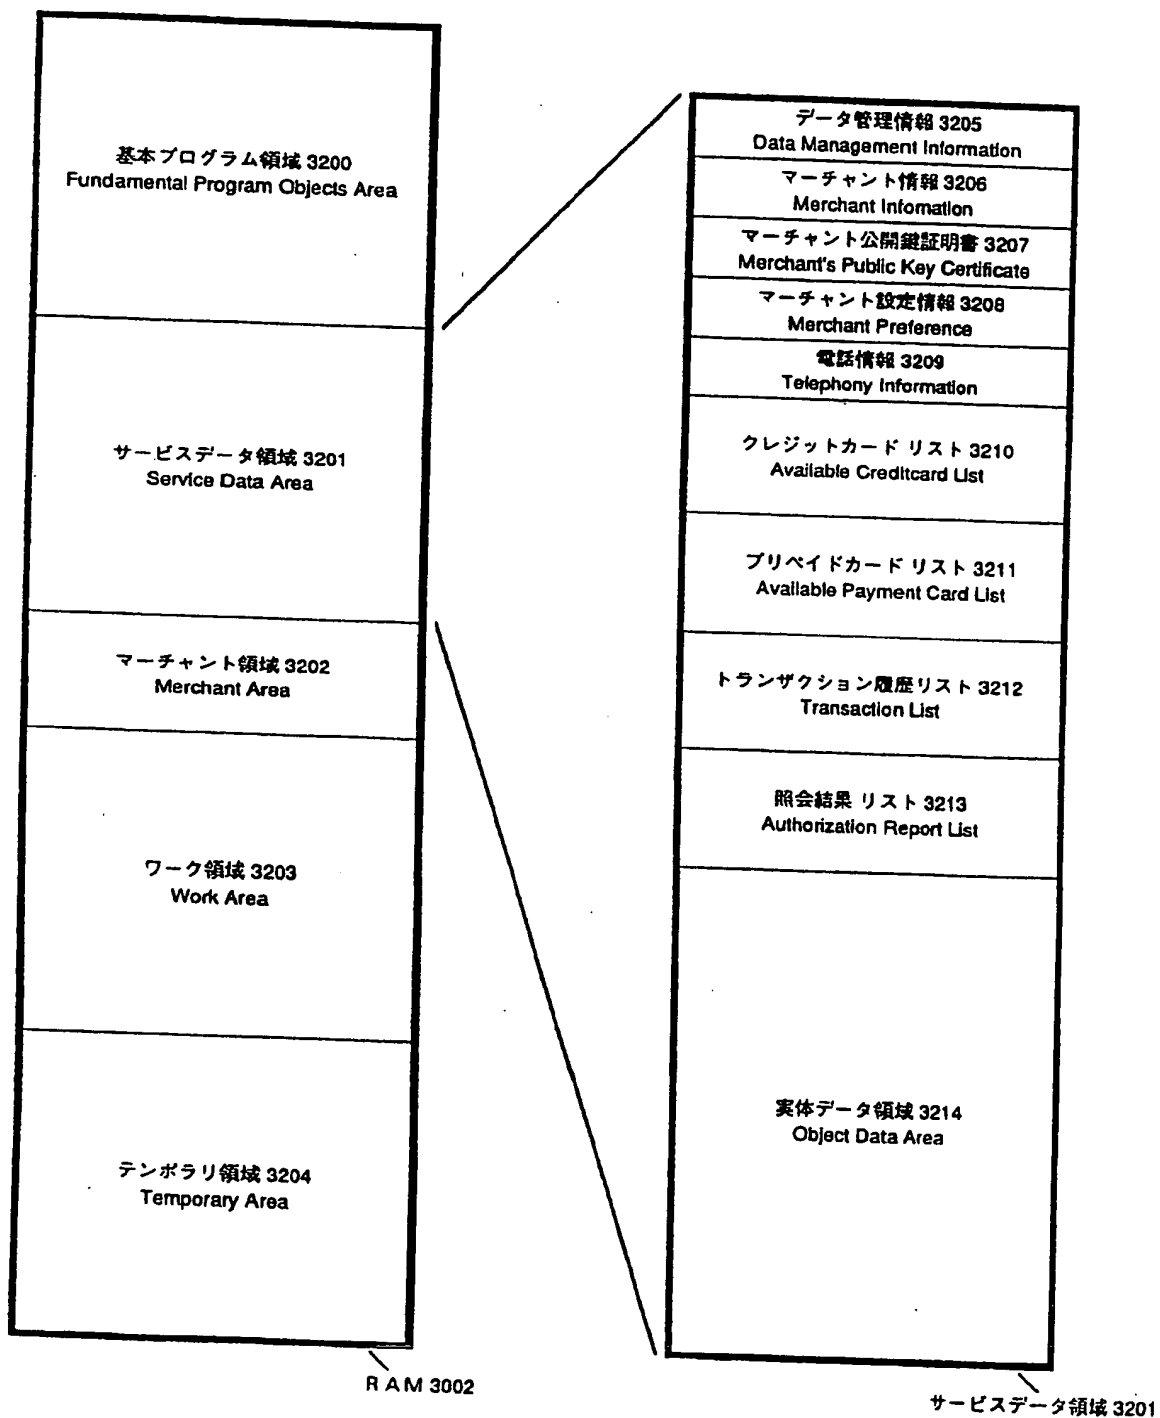 基本プログラム領域 3200
Fundamental Program Objects Area
サービスデータ領域 3201
Service Data Area
マーチャント領域 3202
Merchant Area
ワーク領域 3203
Work Area
テンポラリ領域 3204
Temporary Area
RAM 3002
データ管理情報 3205
Data Management Information
マーチャント情報 3206
Merchant Infomation
マーチャント公開鍵証明書 3207
Merchant's Public Key Certificate
マーチャント設定情報 3208
Merchant Preference
電話情報 3209
Telephony Information
クレジットカード リスト 3210
Available Creditcard List
プリペイドカード リスト 3211
Available Payment Card List
トランザクション履歴リスト 3212
Transaction List
照会結果 リスト 3213
Authorization Report List
実体データ領域 3214
Object Data Area
サービスデータ領域 3201